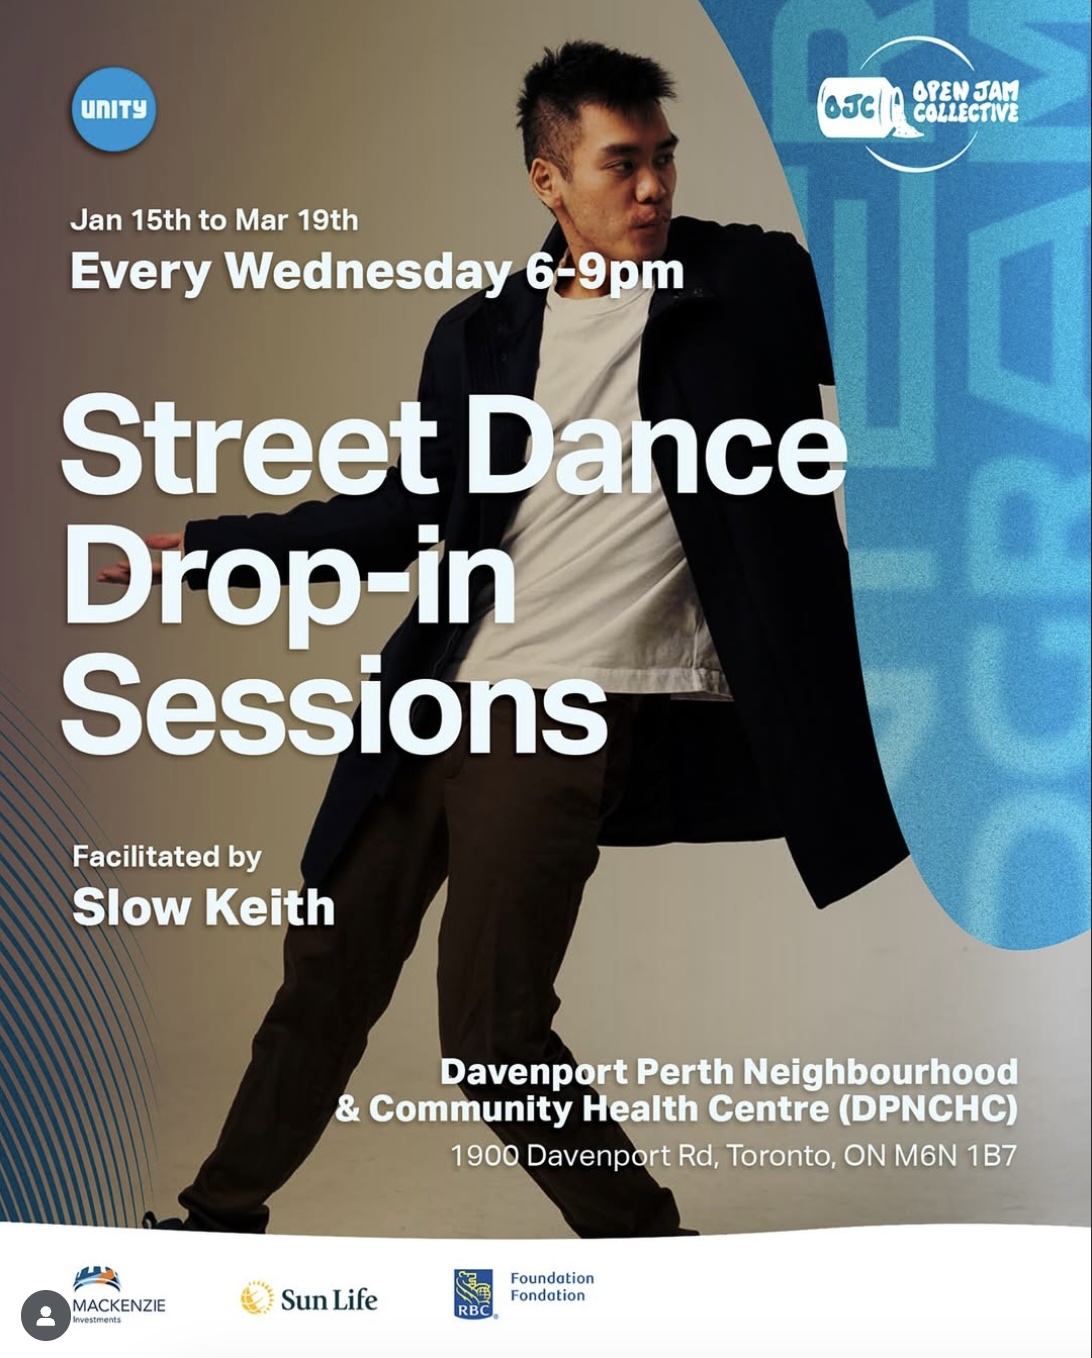 UNITY
OJC
OPEN JAM
COLLECTIVE
Jan 15th to Mar 19th
Every Wednesday 6-9pm
Street Dance
Drop-in
Sessions
Facilitated by
Slow Keith
Davenport Perth Neighbourhood
& Community Health Centre (DPNCHC)
1900 Davenport Rd, Toronto, ON M6N 1B7
MACKENZIE
Investments
Sun Life
RBC
Foundation
Fondation